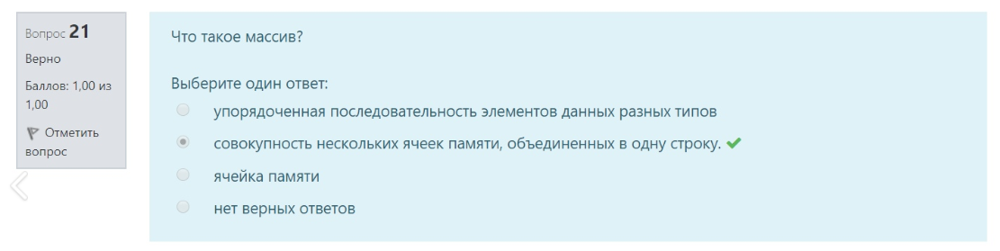 Вопрос 21
Верно
Баллов: 1,00 из
1,00
Отметить
вопрос
Что такое массив?
Выберите один ответ:
упорядоченная последовательность элементов данных разных типов
совокупность нескольких ячеек памяти, объединенных в одну строку.
ячейка памяти
нет верных ответов